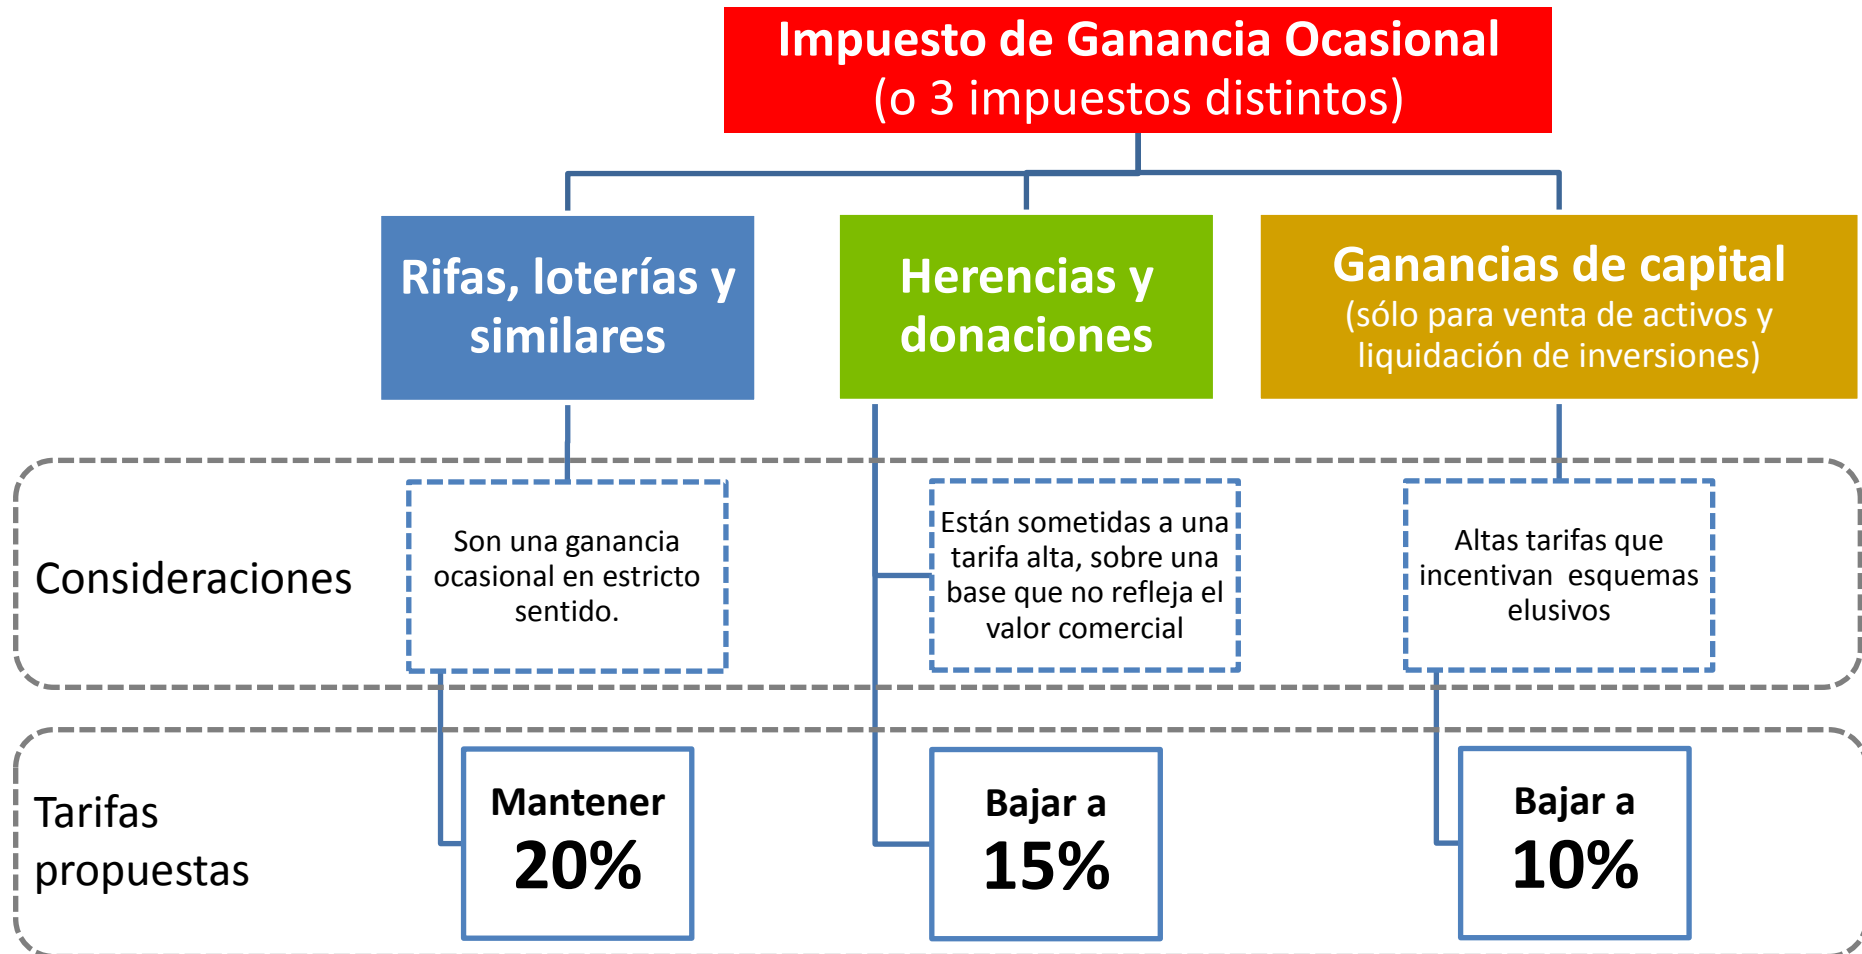 Impuesto de Ganancia Ocasional
(o 3 impuestos distintos)
Rifas, loterías y
similares
Herencias y
donaciones
Ganancias de capital
(sólo para venta de activos y
liquidación de inversiones)
Consideraciones
Son una ganancia
ocasional en estricto
sentido.
Están sometidas a una
tarifa alta, sobre una
base que no refleja el
valor comercial
Altas tarifas que
incentivan esquemas
elusivos
Tarifas
propuestas
Mantener
20%
Bajar a
15%
Bajar a
10%